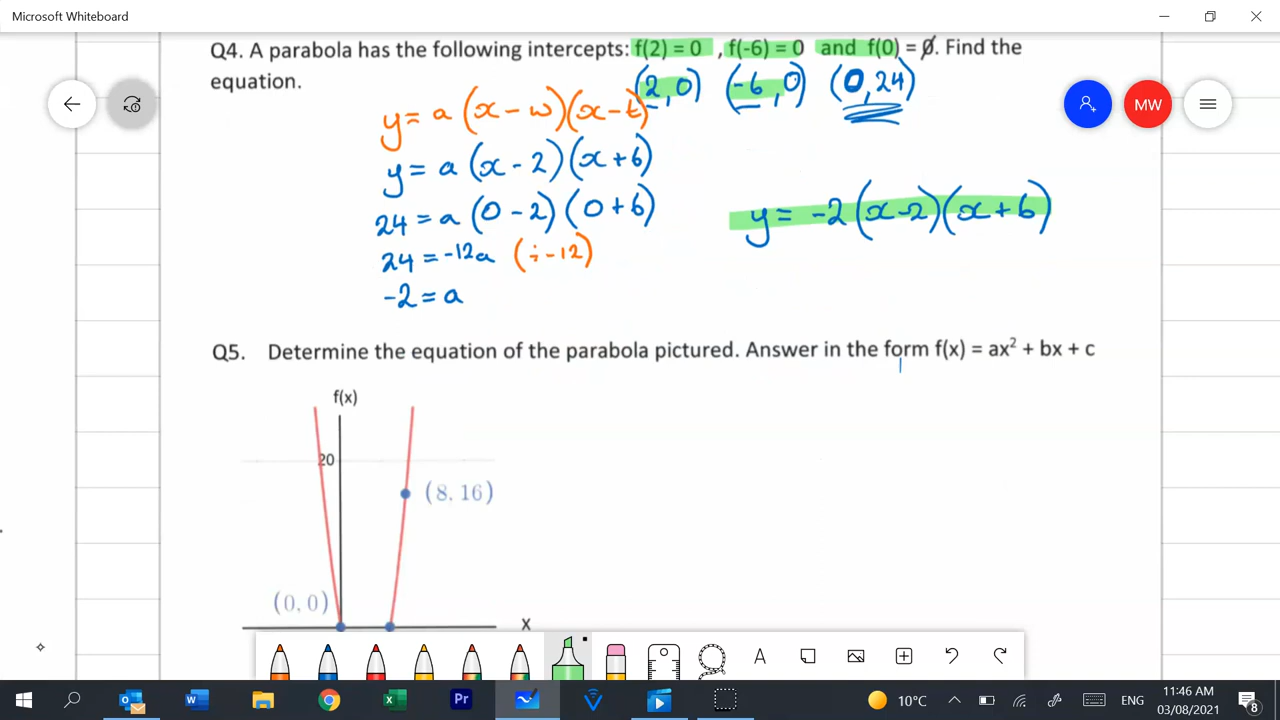 Microsoft Whiteboard
Q4. A parabola has the following intercepts: f(2) = 0 , f(-6) = 0 and f(0) = 0. Find the
equation.
(2,0) (-6,0) (0,24)
MW
y = a (x - w)(x - t)
y = a (x - 2)(x + 6)
24 = a (0 - 2) (0 + 6)
y = -2 (x - 2)(x + 6)
24 = -12a (÷ -12)
-2 = a
Q5. Determine the equation of the parabola pictured. Answer in the form f(x) = ax² + bx + c
f(x)
20
(8, 16)
(0, 0)
x
A
10°C
ENG
11:46 AM
03/08/2021
8